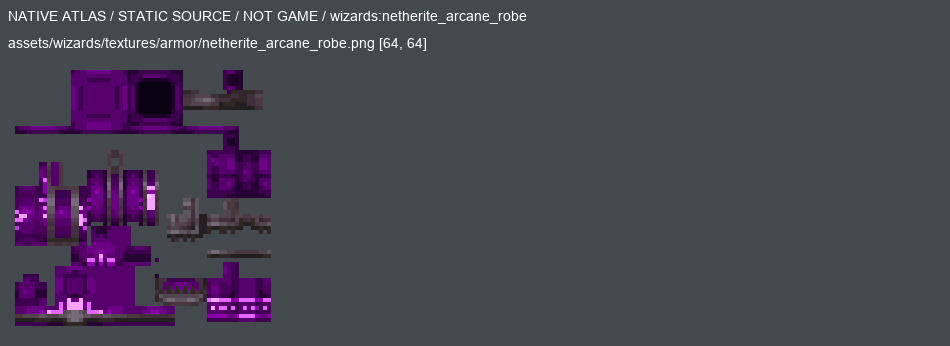 NATIVE ATLAS / STATIC SOURCE / NOT GAME / wizards:netherite_arcane_robe
assets/wizards/textures/armor/netherite_arcane_robe.png [64, 64]